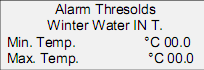 Alarm Thresolds
Winter Water IN T.
Min. Temp. °C 00.0
Max. Temp. °C 00.0